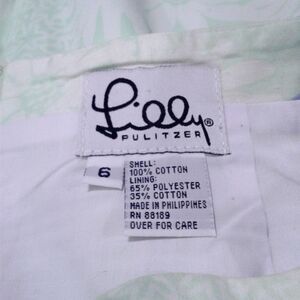 Lilly®
PULITZER
6
SHELL:
100% COTTON
LINING:
65% POLYESTER
35% COTTON
MADE IN PHILIPPINES
RN 88189
OVER FOR CARE